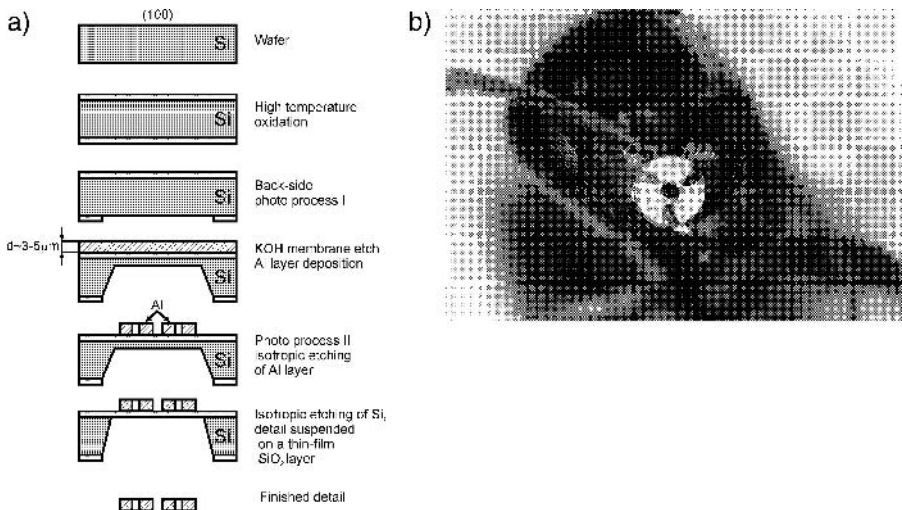 a)
(100)
Si
Wafer
Si
High temperature
oxidation
Si
Back-side
photo process I
d~3-5µm
Si
KOH membrane etch
Al layer deposition
Al
Si
Photo process II
Isotropic etching
of Al layer
Si
Isotropic etching of Si,
detail suspended
on a thin-film
SiO₂ layer
Finished detail
b)